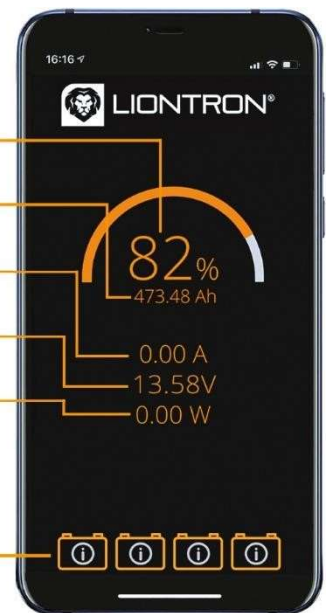 16:16
LIONTRON®
82%
473.48 Ah
0.00 A
13.58V
0.00 W